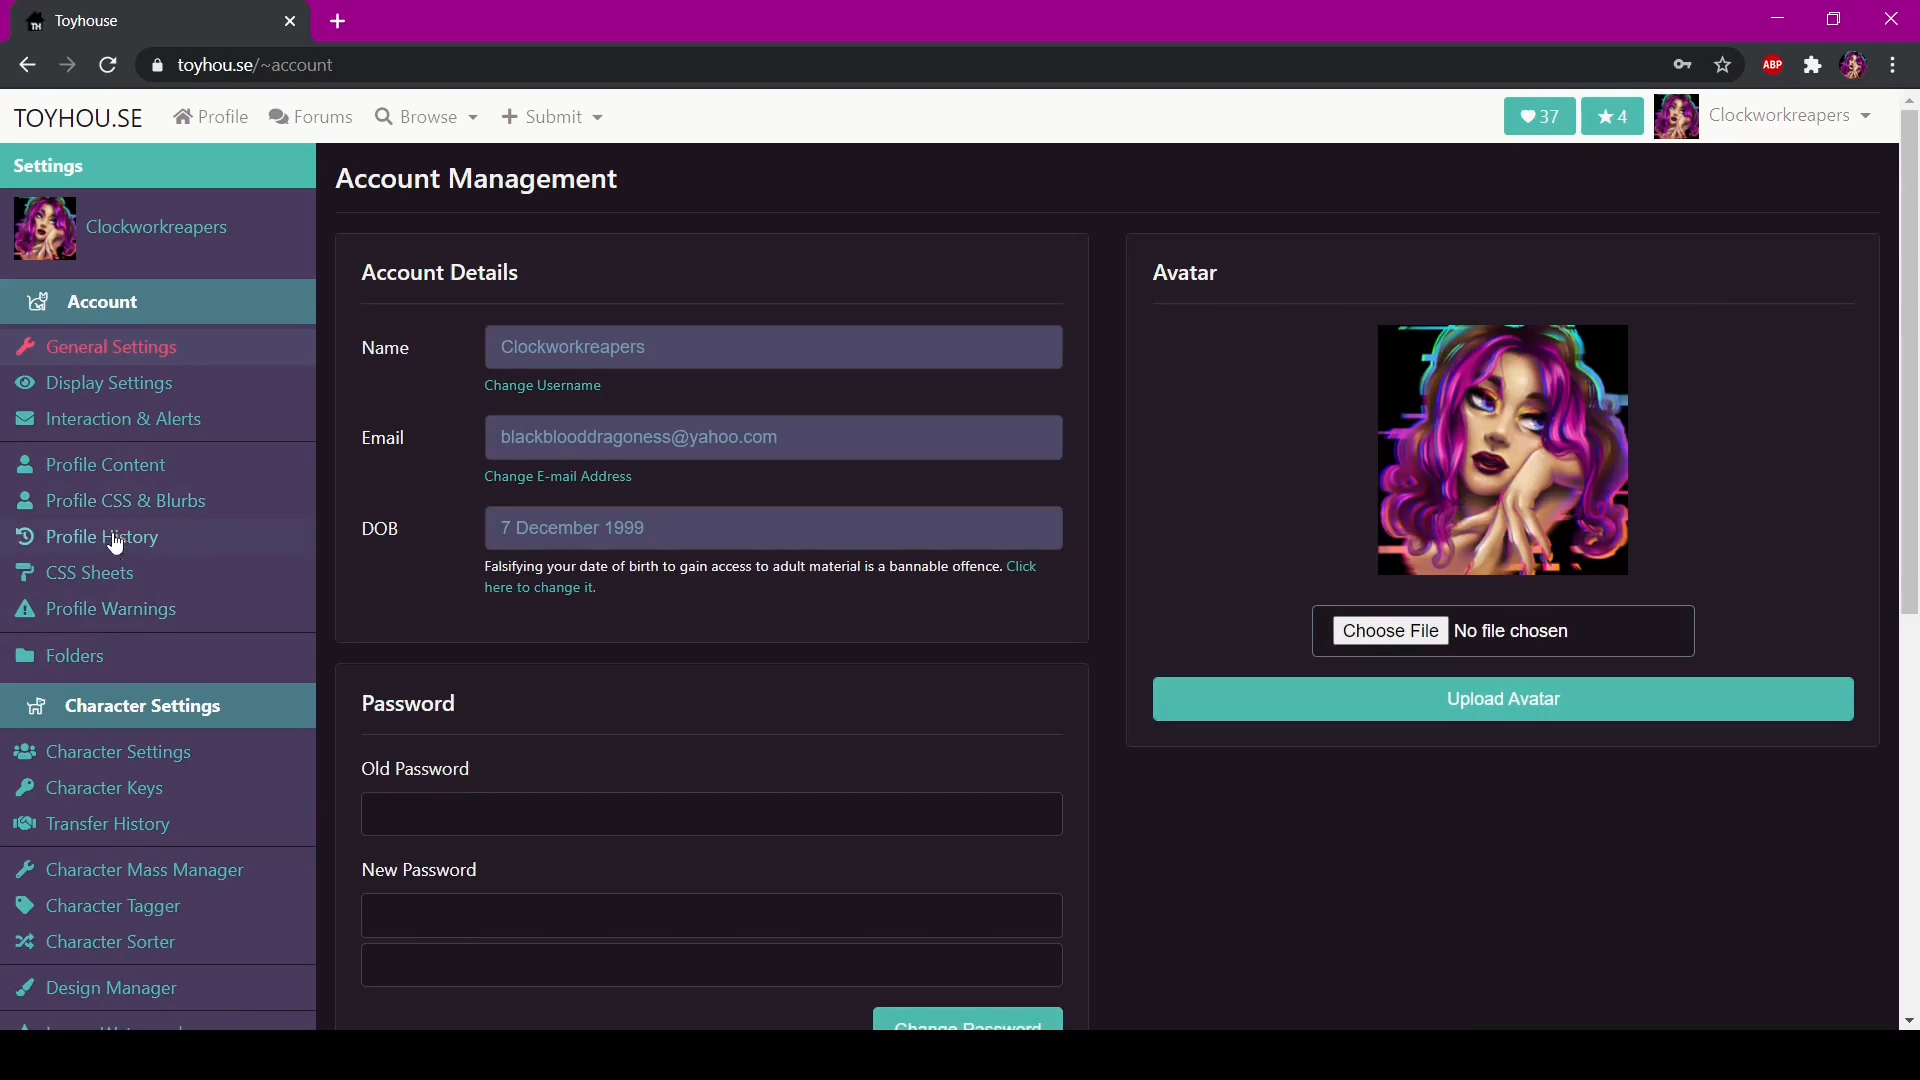 Toyhouse
toyhou.se/~account
ABP
TOYHOU.SE
Profile
Forums
Browse
Submit
37
4
Clockworkreapers
Settings
Clockworkreapers
Account
General Settings
Display Settings
Interaction & Alerts
Profile Content
Profile CSS & Blurbs
Profile History
CSS Sheets
Profile Warnings
Folders
Character Settings
Character Settings
Character Keys
Transfer History
Character Mass Manager
Character Tagger
Character Sorter
Design Manager
Account Management
Account Details
Name
Clockworkreapers
Change Username
Email
blackblooddragoness@yahoo.com
Change E-mail Address
DOB
7 December 1999
Falsifying your date of birth to gain access to adult material is a bannable offence. Click
here to change it.
Password
Old Password
New Password
Change Password
Avatar
Choose File No file chosen
Upload Avatar